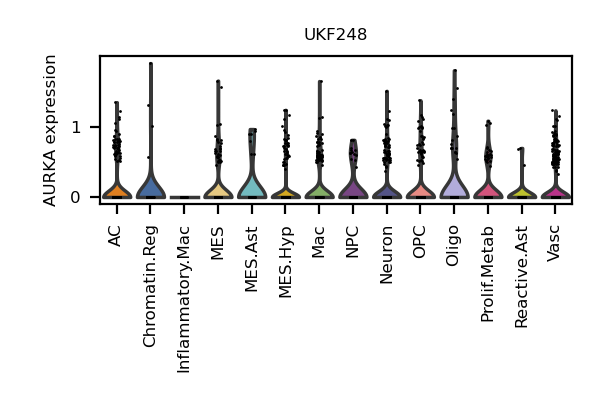 UKF248
AURKA expression
1
0
AC
Chromatin.Reg
Inflammatory.Mac
MES
MES.Ast
MES.Hyp
Mac
NPC
Neuron
OPC
Oligo
Prolif.Metab
Reactive.Ast
Vasc